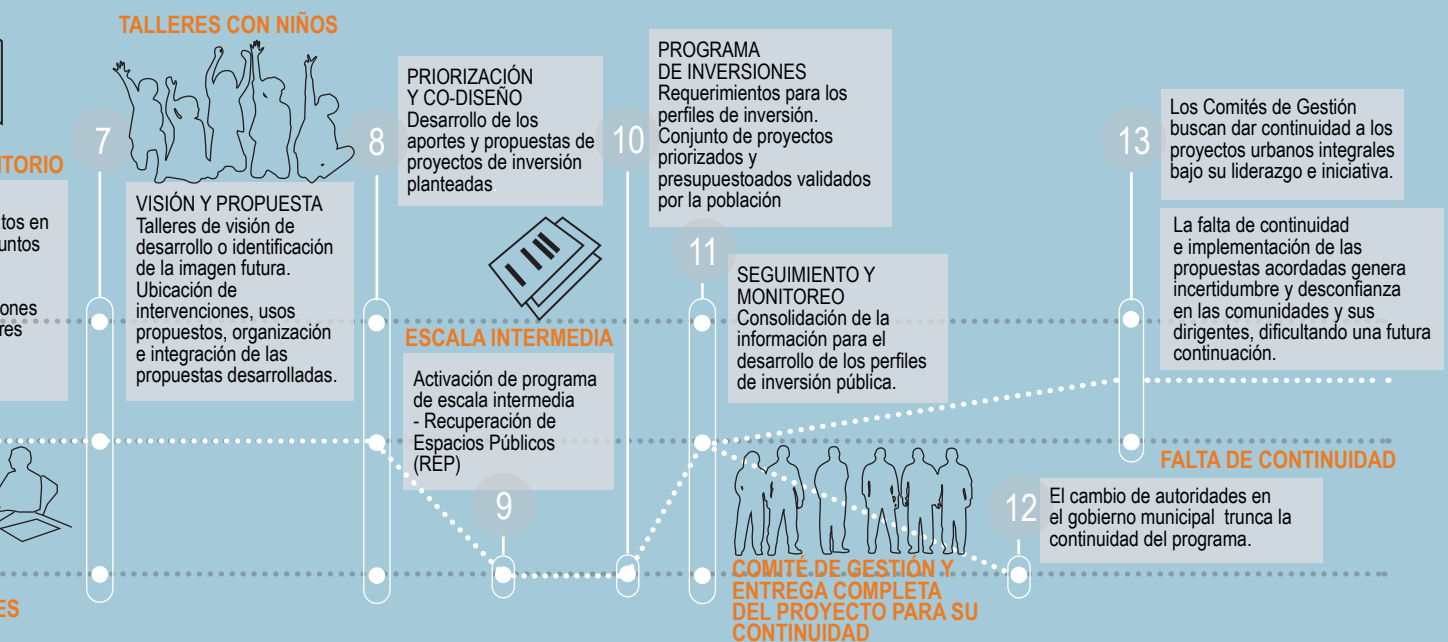 TALLERES CON NIÑOS
7
VISIÓN Y PROPUESTA
Talleres de visión de
desarrollo o identificación
de la imagen futura.
Ubicación de
intervenciones, usos
propuestos, organización
e integración de las
propuestas desarrolladas.
8
PRIORIZACIÓN
Y CO-DISEÑO
Desarrollo de los
aportes y propuestas de
proyectos de inversión
planteadas.
ESCALA INTERMEDIA
Activación de programa
de escala intermedia
- Recuperación de
Espacios Públicos
(REP)
9
10
PROGRAMA
DE INVERSIONES
Requerimientos para los
perfiles de inversión.
Conjunto de proyectos
priorizados y
presupuestoados validados
por la población
11
SEGUIMIENTO Y
MONITOREO
Consolidación de la
información para el
desarrollo de los perfiles
de inversión pública.
COMITÉ DE GESTIÓN Y
ENTREGA COMPLETA
DEL PROYECTO PARA SU
CONTINUIDAD
12
El cambio de autoridades en
el gobierno municipal trunca la
continuidad del programa.
13
Los Comités de Gestión
buscan dar continuidad a los
proyectos urbanos integrales
bajo su liderazgo e iniciativa.
La falta de continuidad
e implementación de las
propuestas acordadas genera
incertidumbre y desconfianza
en las comunidades y sus
dirigentes, dificultando una futura
continuación.
FALTA DE CONTINUIDAD